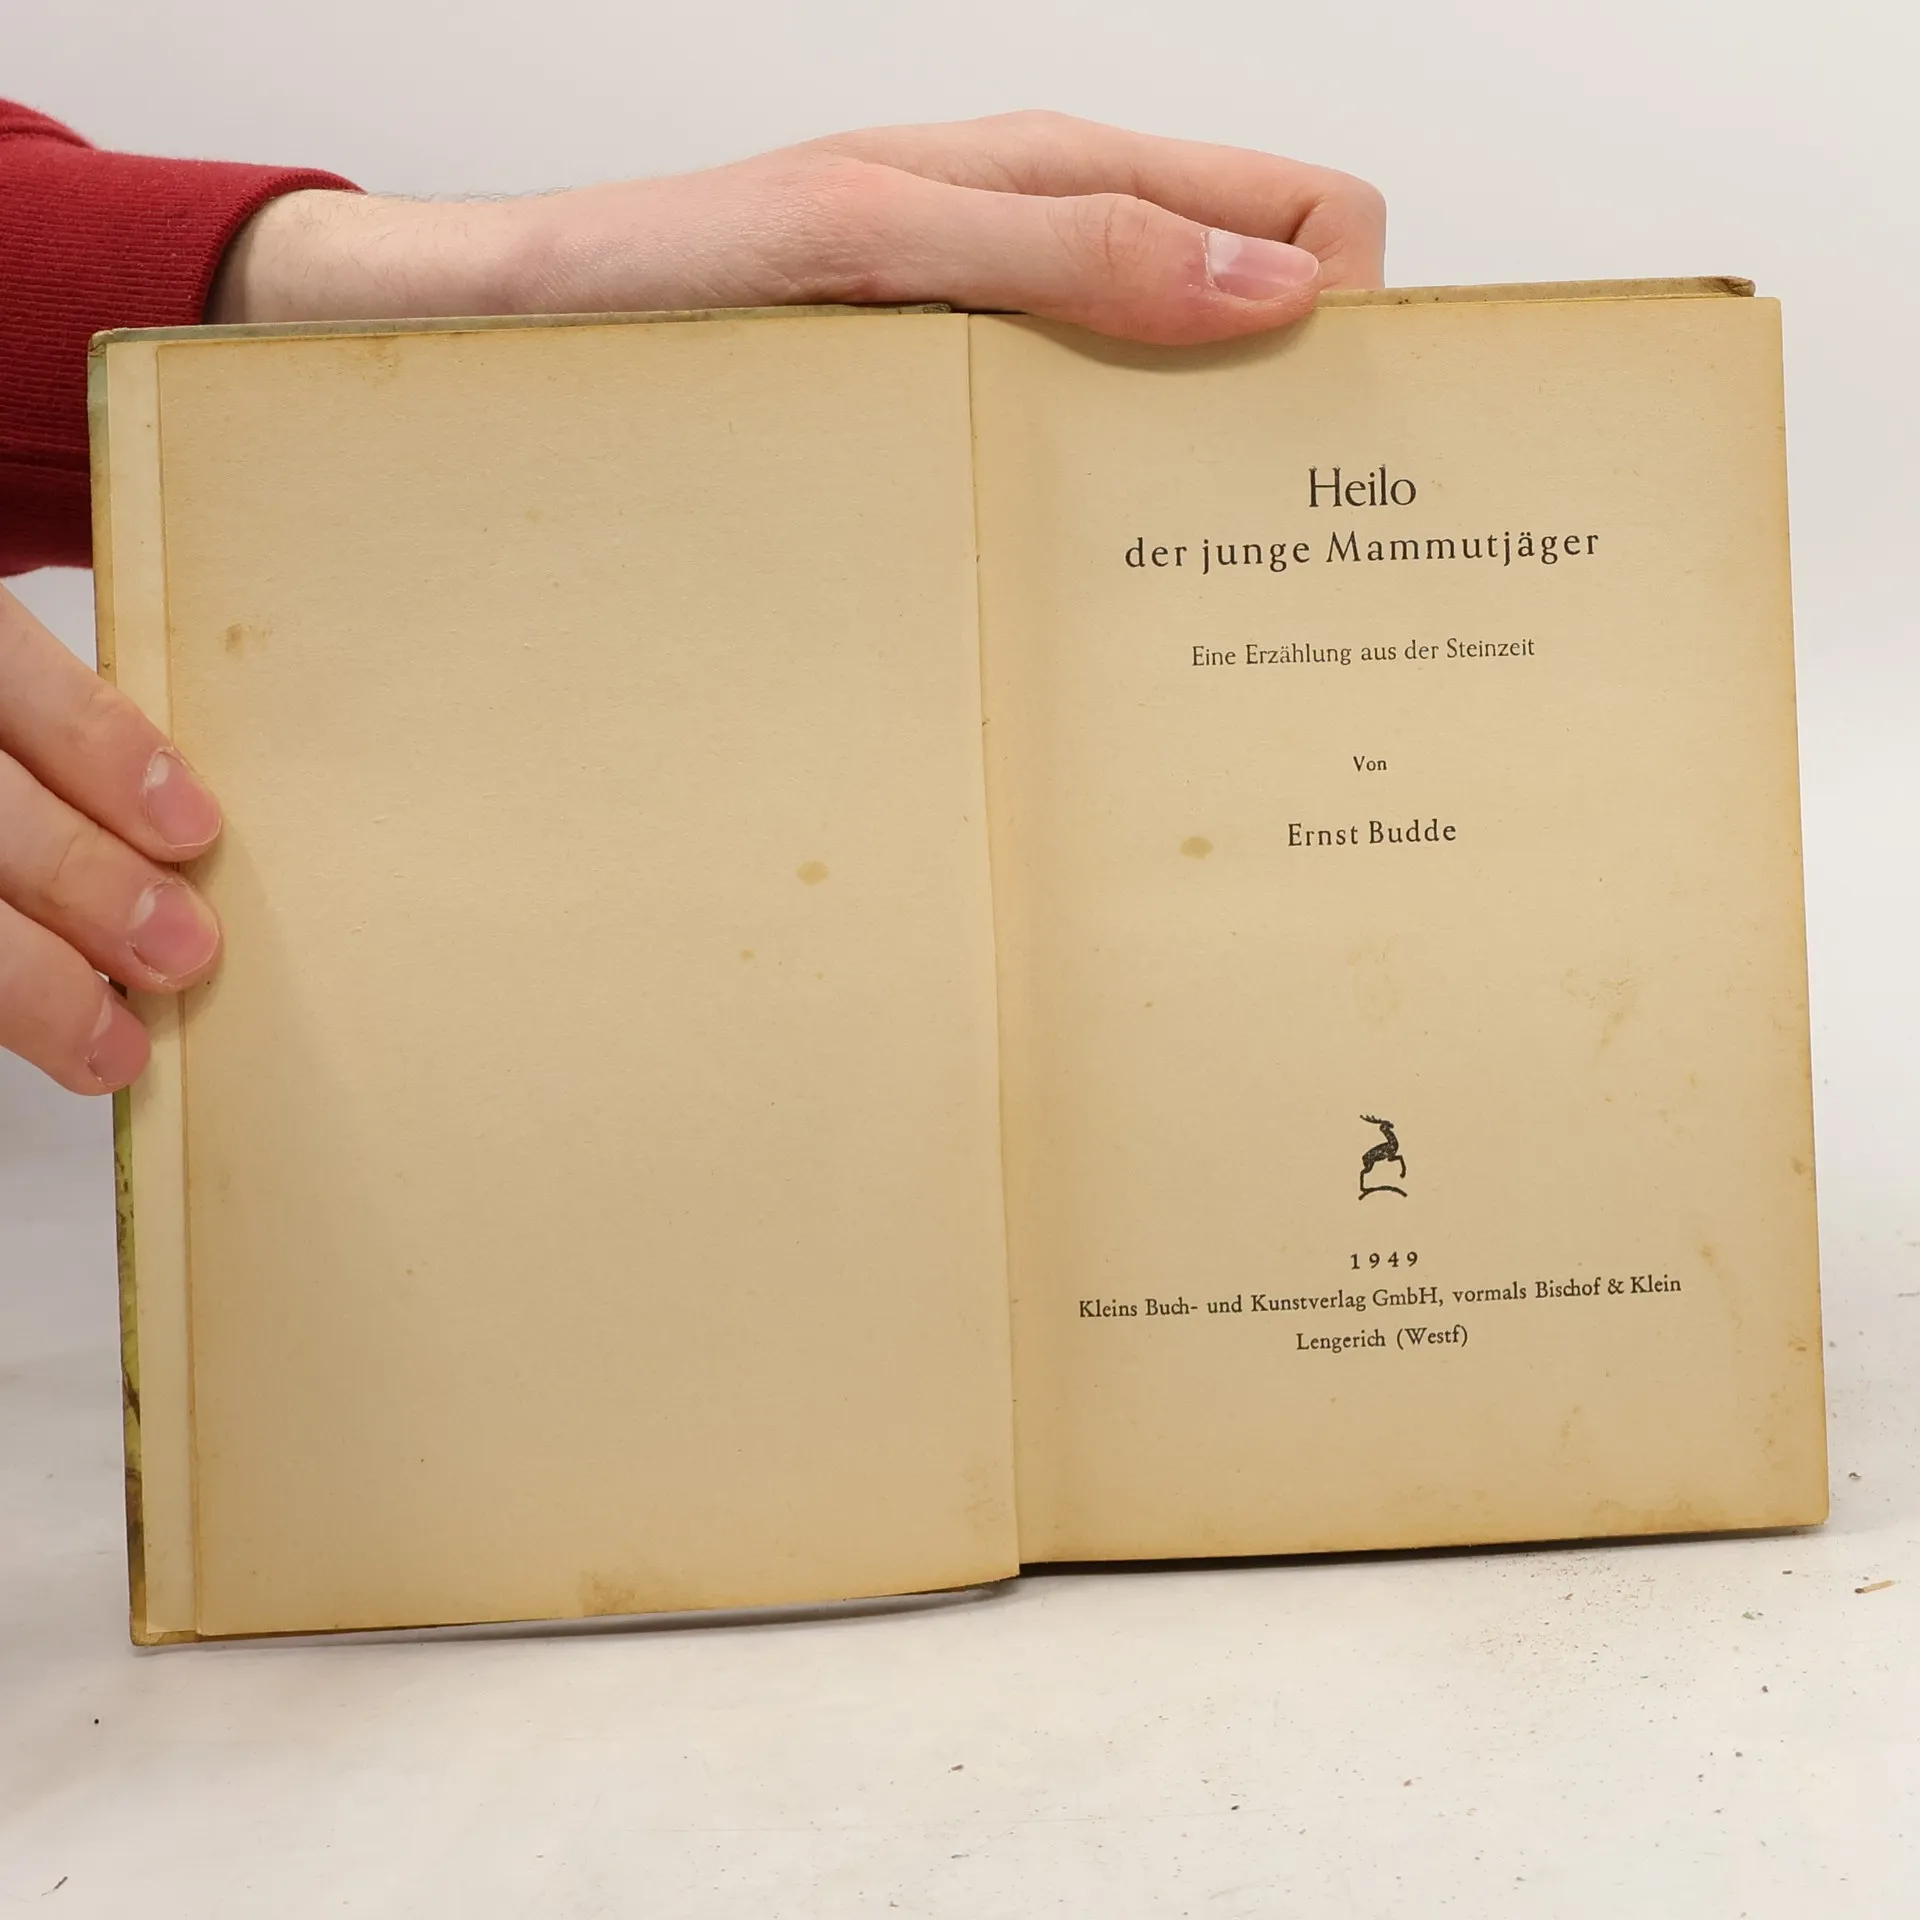 Heilo
der junge Mammutjäger
Eine Erzählung aus der Steinzeit
Von
Ernst Budde
1949
Kleins Buch- und Kunstverlag GmbH, vormals Bischof & Klein
Lengerich (Westf)